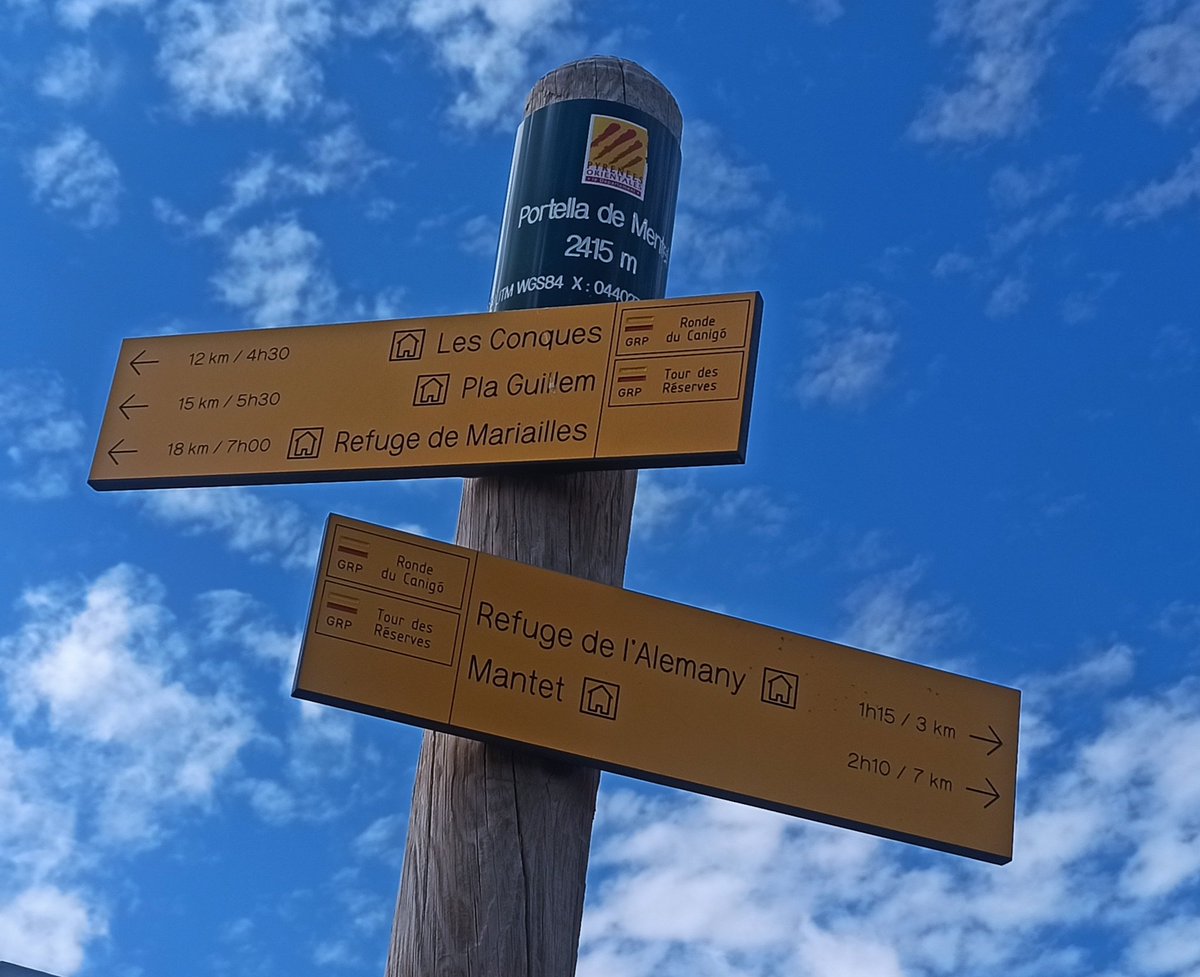 PYRENEES
ORIENTALES
Portella de
2415 m
UTM WGS84 X :
← 12 km / 4h30 Les Conques
← 15 km / 5h30 Pla Guillem
← 18 km / 7h00 Refuge de Mariailles
GRP Ronde
du Canigó
GRP Tour des
Réserves
GRP Ronde
du Canigó
GRP Tour des
Réserves
Refuge de l'Alemany 1h15 / 3 km →
Mantet 2h10 / 7 km →